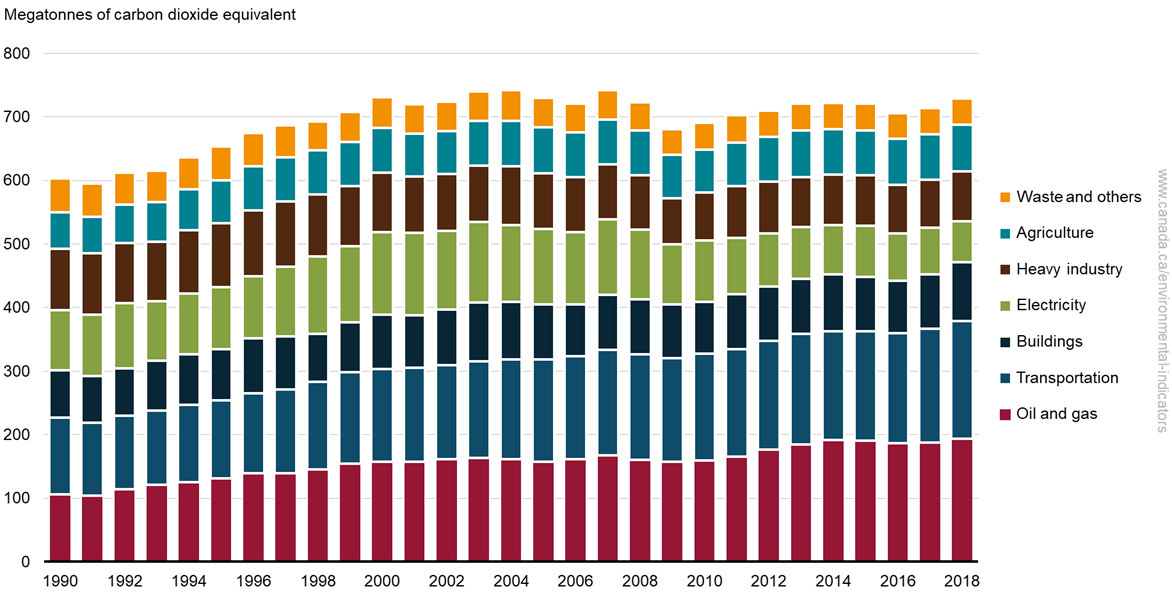 Megatonnes of carbon dioxide equivalent
800
700
600
500
400
300
200
100
0
1990 1992 1994 1996 1998 2000 2002 2004 2006 2008 2010 2012 2014 2016 2018
Waste and others
Agriculture
Heavy industry
Electricity
Buildings
Transportation
Oil and gas
www.canada.ca/environmental-indicators